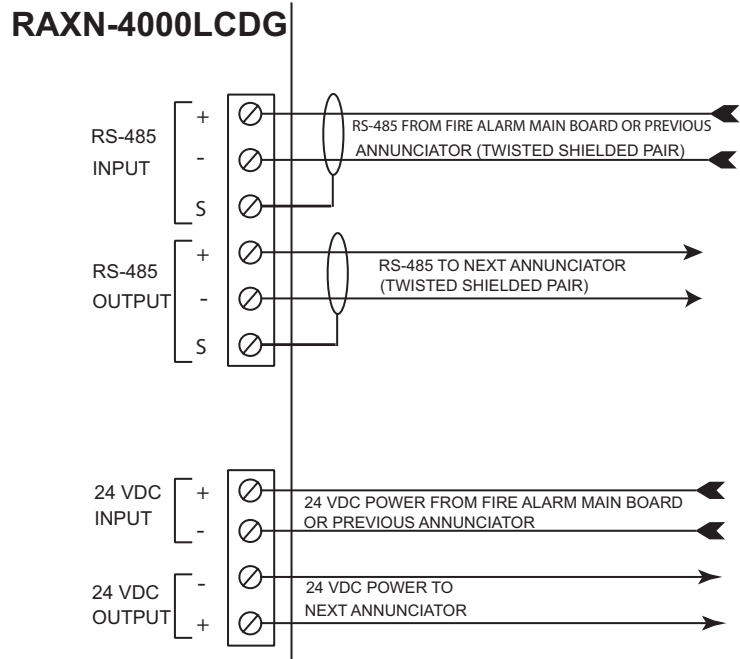 RAXN-4000LCDG
RS-485
INPUT
+
-
S
RS-485 FROM FIRE ALARM MAIN BOARD OR PREVIOUS
ANNUNCIATOR (TWISTED SHIELDED PAIR)
RS-485
OUTPUT
+
-
S
RS-485 TO NEXT ANNUNCIATOR
(TWISTED SHIELDED PAIR)
24 VDC
INPUT
+
-
24 VDC POWER FROM FIRE ALARM MAIN BOARD
OR PREVIOUS ANNUNCIATOR
24 VDC
OUTPUT
-
+
24 VDC POWER TO
NEXT ANNUNCIATOR